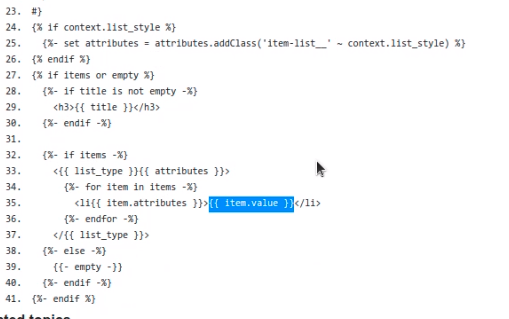 23. #}
24. {% if context.list_style %}
25. {%- set attributes = attributes.addClass('item-list__' ~ context.list_style) %}
26. {% endif %}
27. {% if items or empty %}
28. {%- if title is not empty -%}
29. <h3>{{ title }}</h3>
30. {%- endif -%}
31.
32. {%- if items -%}
33. <{{ list_type }}{{ attributes }}>
34. {%- for item in items -%}
35. <li{{ item.attributes }}>{{ item.value }}</li>
36. {%- endfor -%}
37. </{{ list_type }}>
38. {%- else -%}
39. {{- empty -}}
40. {%- endif -%}
41. {%- endif %}